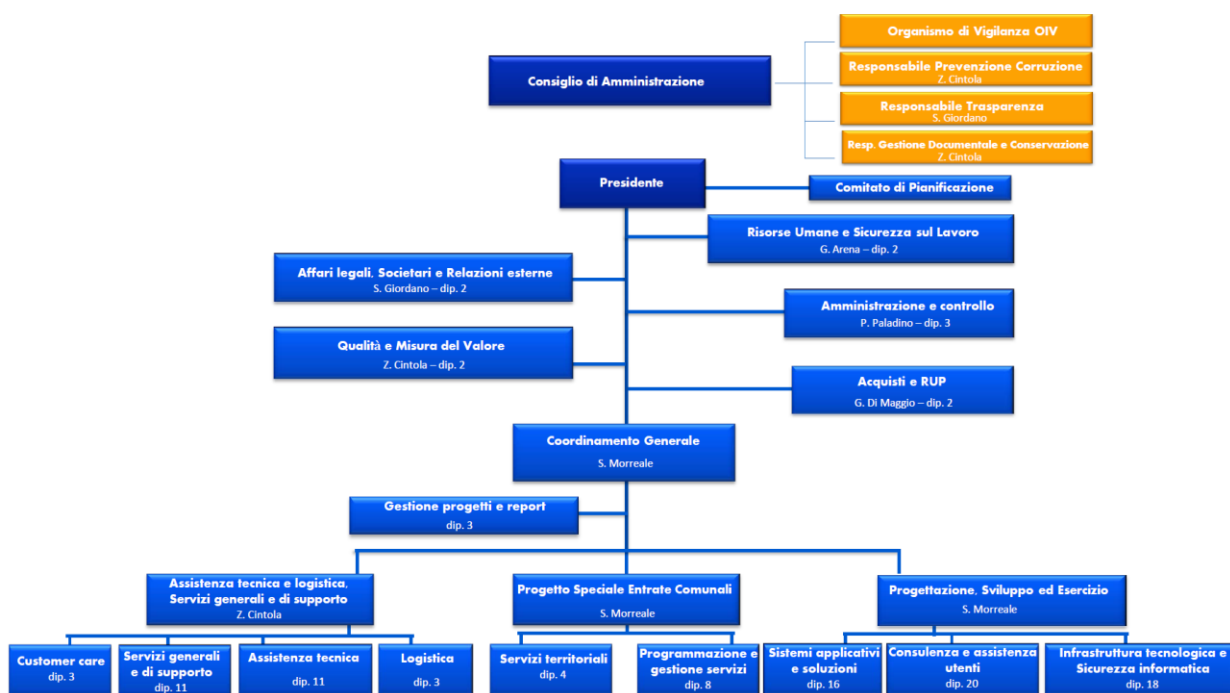 Organismo di Vigilanza OIV
Consiglio di Amministrazione
Responsabile Prevenzione Corruzione
Z. Cintola
Responsabile Trasparenza
S. Giordano
Resp. Gestione Documentale e Conservazione
Z. Cintola
Presidente
Comitato di Pianificazione
Risorse Umane e Sicurezza sul Lavoro
G. Arena – dip. 2
Affari legali, Societari e Relazioni esterne
S. Giordano – dip. 2
Amministrazione e controllo
P. Paladino – dip. 3
Qualità e Misura del Valore
Z. Cintola – dip. 2
Acquisti e RUP
G. Di Maggio – dip. 2
Coordinamento Generale
S. Morreale
Gestione progetti e report
dip. 3
Assistenza tecnica e logistica,
Servizi generali e di supporto
Z. Cintola
Progetto Speciale Entrate Comunali
S. Morreale
Progettazione, Sviluppo ed Esercizio
S. Morreale
Customer care
dip. 3
Servizi generali
e di supporto
dip. 11
Assistenza tecnica
dip. 11
Logistica
dip. 3
Servizi territoriali
dip. 4
Programmazione e
gestione servizi
dip. 8
Sistemi applicativi
e soluzioni
dip. 16
Consulenza e assistenza
utenti
dip. 20
Infrastruttura tecnologica e
Sicurezza informatica
dip. 18